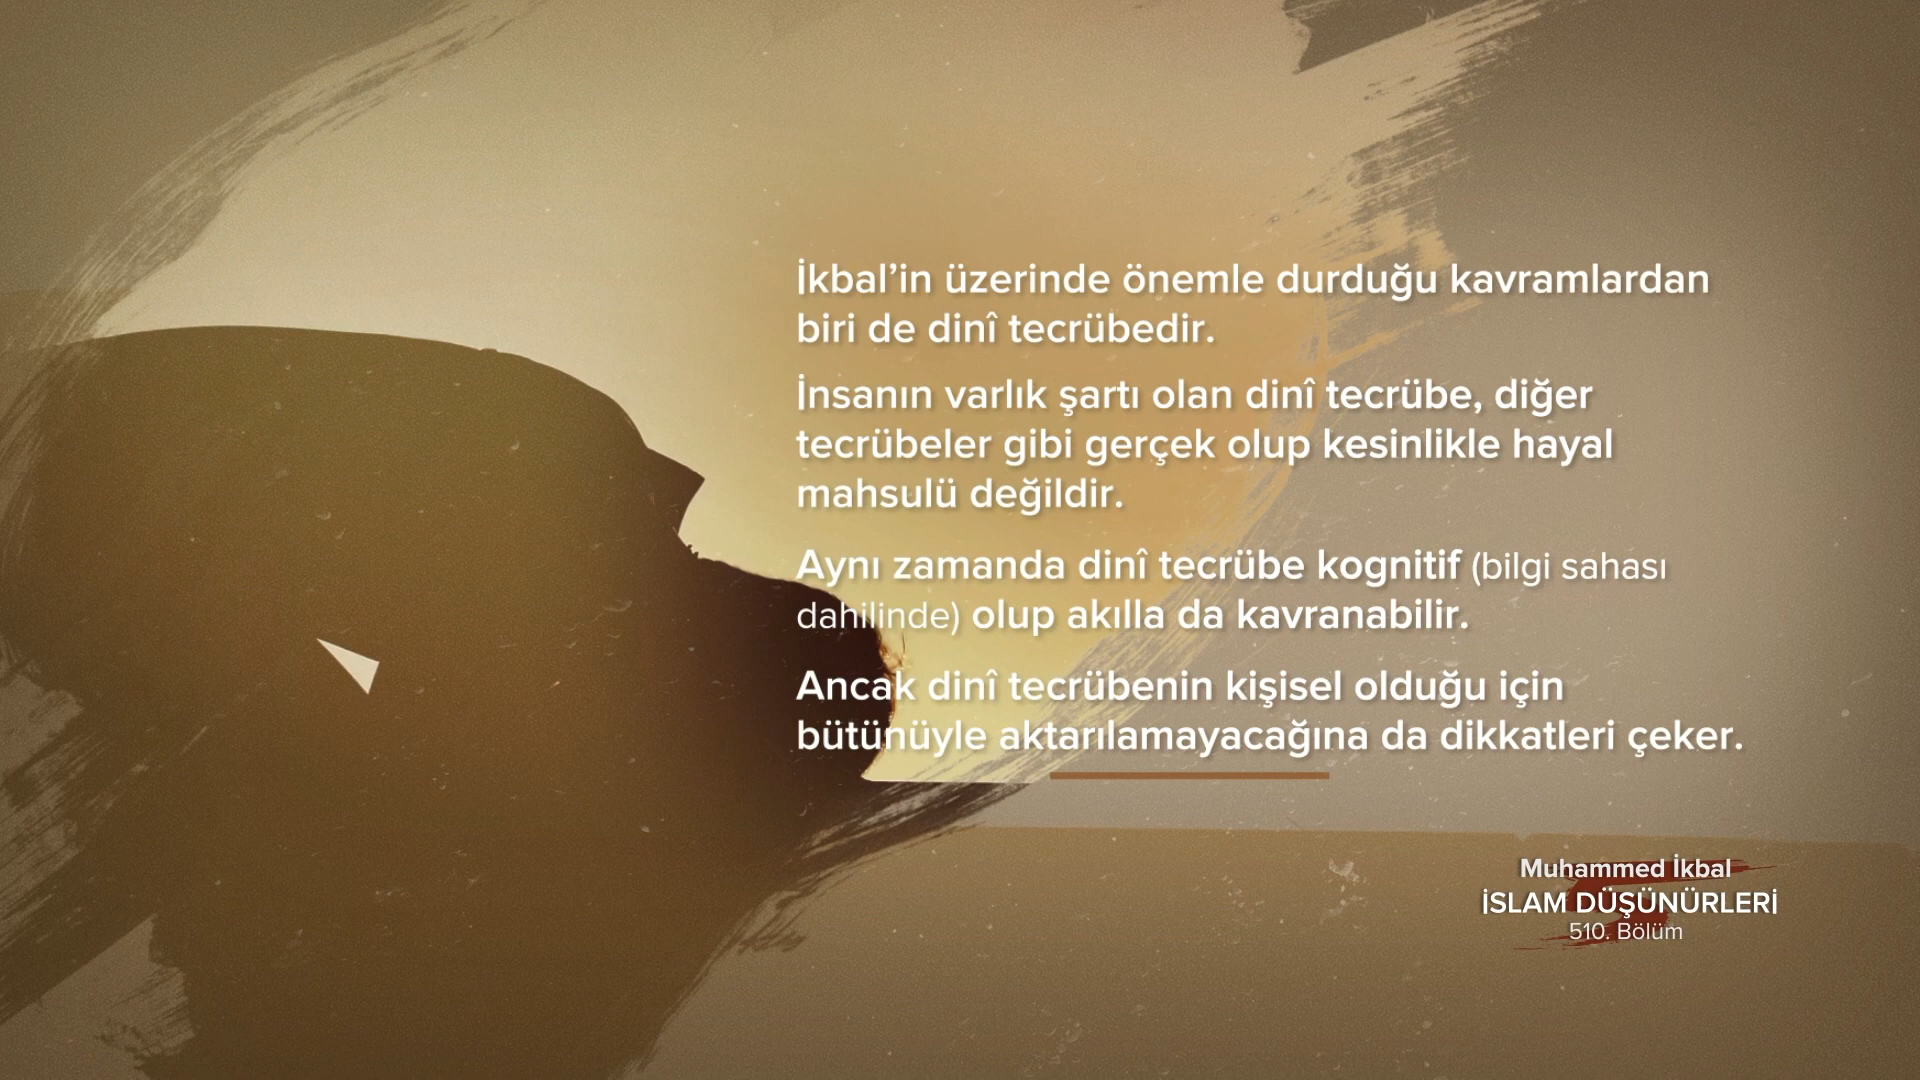 İkbal’in üzerinde önemle durduğu kavramlardan
biri de dinî tecrübedir.
İnsanın varlık şartı olan dinî tecrübe, diğer
tecrübeler gibi gerçek olup kesinlikle hayal
mahsulü değildir.
Aynı zamanda dinî tecrübe kognitif (bilgi sahası
dahilinde) olup akılla da kavranabilir.
Ancak dinî tecrübenin kişisel olduğu için
bütünüyle aktarılamayacağına da dikkatleri çeker.
Muhammed İkbal
İSLAM DÜŞÜNÜRLERİ
510. Bölüm